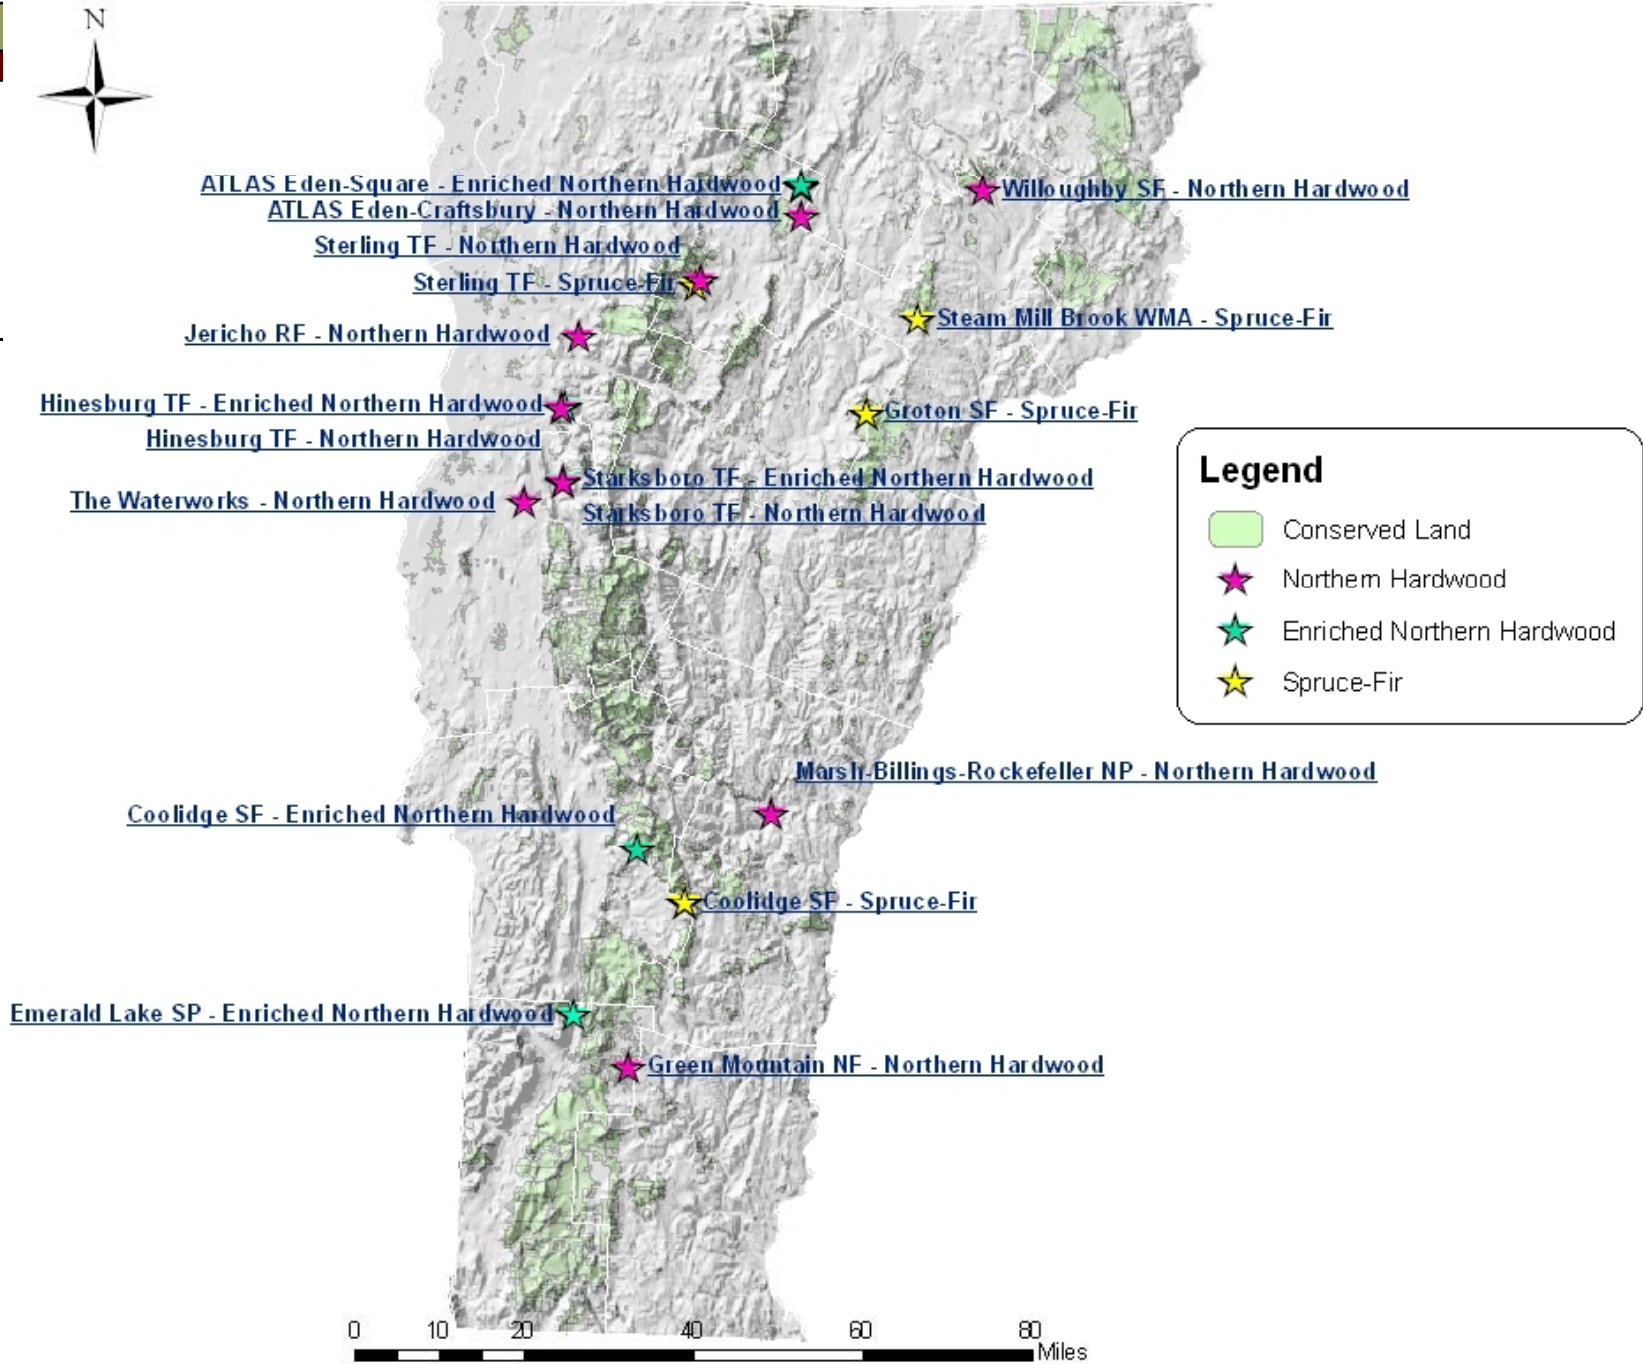 N
ATLAS Eden-Square - Enriched Northern Hardwood
Willoughby SF - Northern Hardwood
ATLAS Eden-Craftsbury - Northern Hardwood
Sterling TF - Northern Hardwood
Sterling TF - Spruce-Fir
Steam Mill Brook WMA - Spruce-Fir
Jericho RF - Northern Hardwood
Hinesburg TF - Enriched Northern Hardwood
Groton SF - Spruce-Fir
Hinesburg TF - Northern Hardwood
Starksboro TF - Enriched Northern Hardwood
The Waterworks - Northern Hardwood
Starksboro TF - Northern Hardwood
Legend
Conserved Land
Northern Hardwood
Enriched Northern Hardwood
Spruce-Fir
Marsh-Billings-Rockefeller NP - Northern Hardwood
Coolidge SF - Enriched Northern Hardwood
Coolidge SF - Spruce-Fir
Emerald Lake SP - Enriched Northern Hardwood
Green Mountain NF - Northern Hardwood
0 10 20 40 60 80
Miles